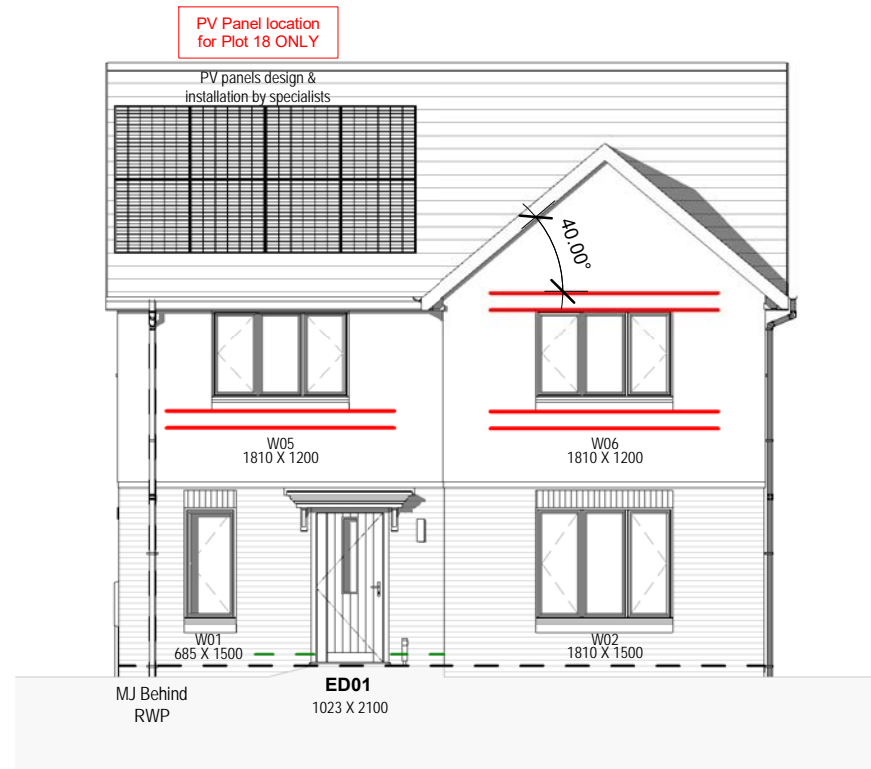 PV Panel location
for Plot 18 ONLY
PV panels design &
installation by specialists
40.00°
W05
1810 X 1200
W06
1810 X 1200
W01
685 X 1500
W02
1810 X 1500
MJ Behind
RWP
ED01
1023 X 2100